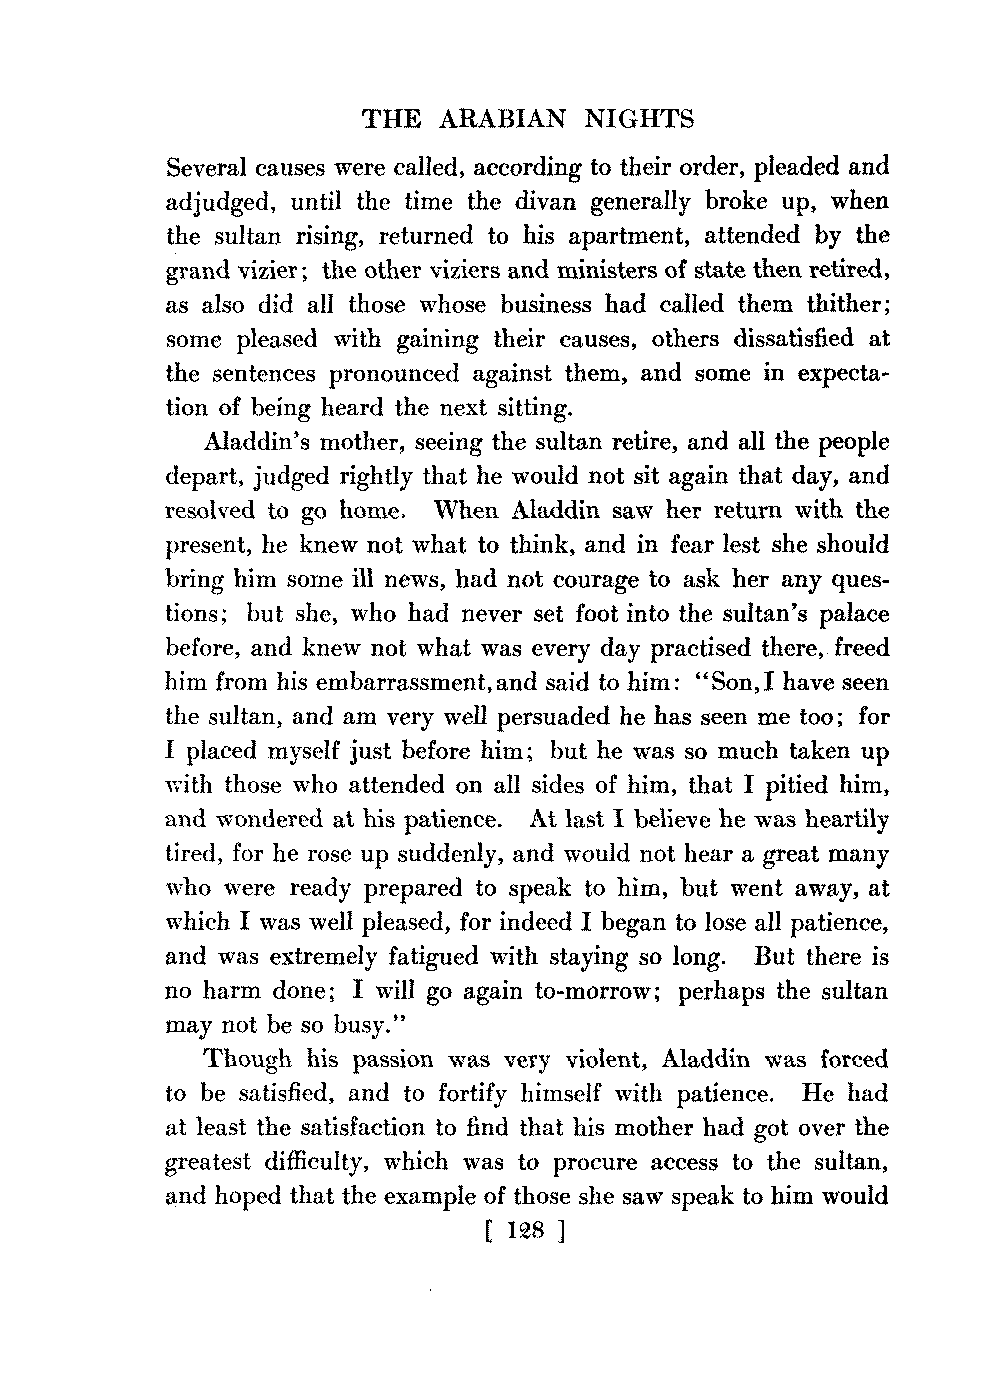 THE ARABIAN NIGHTS
Several causes were called, according to their order, pleaded and
adjudged, until the time the divan generally broke up, when
the sultan rising, returned to his apartment, attended by the
grand vizier; the other viziers and ministers of state then retired,
as also did all those whose business had called them thither;
some pleased with gaining their causes, others dissatisfied at
the sentences pronounced against them, and some in expecta-
tion of being heard the next sitting.
Aladdin's mother, seeing the sultan retire, and all the people
depart, judged rightly that he would not sit again that day, and
resolved to go home. When Aladdin saw her return with the
present, he knew not what to think, and in fear lest she should
bring him some ill news, had not courage to ask her any ques-
tions; but she, who had never set foot into the sultan's palace
before, and knew not what was every day practised there, freed
him from his embarrassment, and said to him: "Son, I have seen
the sultan, and am very well persuaded he has seen me too; for
I placed myself just before him; but he was so much taken up
with those who attended on all sides of him, that I pitied him,
and wondered at his patience. At last I believe he was heartily
tired, for he rose up suddenly, and would not hear a great many
who were ready prepared to speak to him, but went away, at
which I was well pleased, for indeed I began to lose all patience,
and was extremely fatigued with staying so long. But there is
no harm done; I will go again to-morrow; perhaps the sultan
may not be so busy."
Though his passion was very violent, Aladdin was forced
to be satisfied, and to fortify himself with patience. He had
at least the satisfaction to find that his mother had got over the
greatest difficulty, which was to procure access to the sultan,
and hoped that the example of those she saw speak to him would
[ 128 ]